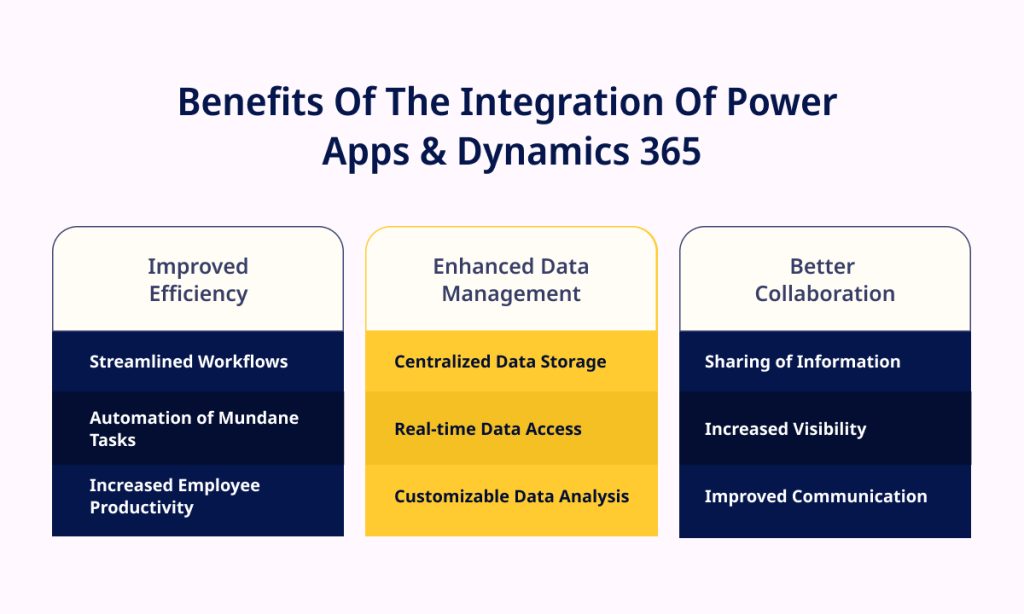 Benefits Of The Integration Of Power
Apps & Dynamics 365
Improved
Efficiency
Streamlined Workflows
Automation of Mundane
Tasks
Increased Employee
Productivity
Enhanced Data
Management
Centralized Data Storage
Real-time Data Access
Customizable Data Analysis
Better
Collaboration
Sharing of Information
Increased Visibility
Improved Communication